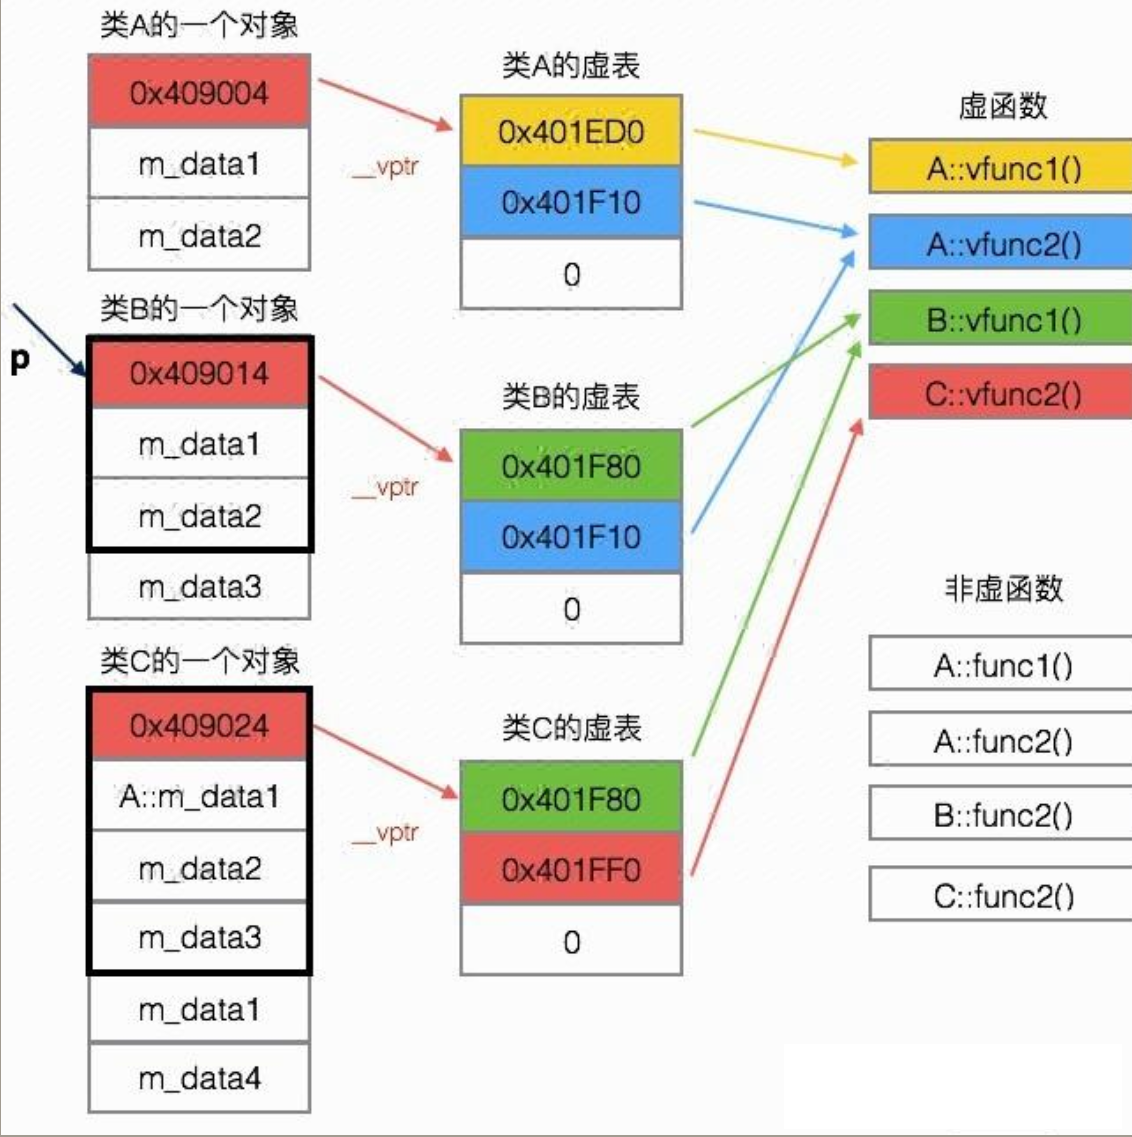 类A的一个对象
0x409004
m_data1
m_data2
__vptr
类A的虚表
0x401ED0
0x401F10
0
虚函数
A::vfunc1()
A::vfunc2()
B::vfunc1()
C::vfunc2()
p
类B的一个对象
0x409014
m_data1
m_data2
m_data3
__vptr
类B的虚表
0x401F80
0x401F10
0
类C的一个对象
0x409024
A::m_data1
m_data2
m_data3
m_data1
m_data4
__vptr
类C的虚表
0x401F80
0x401FF0
0
非虚函数
A::func1()
A::func2()
B::func2()
C::func2()